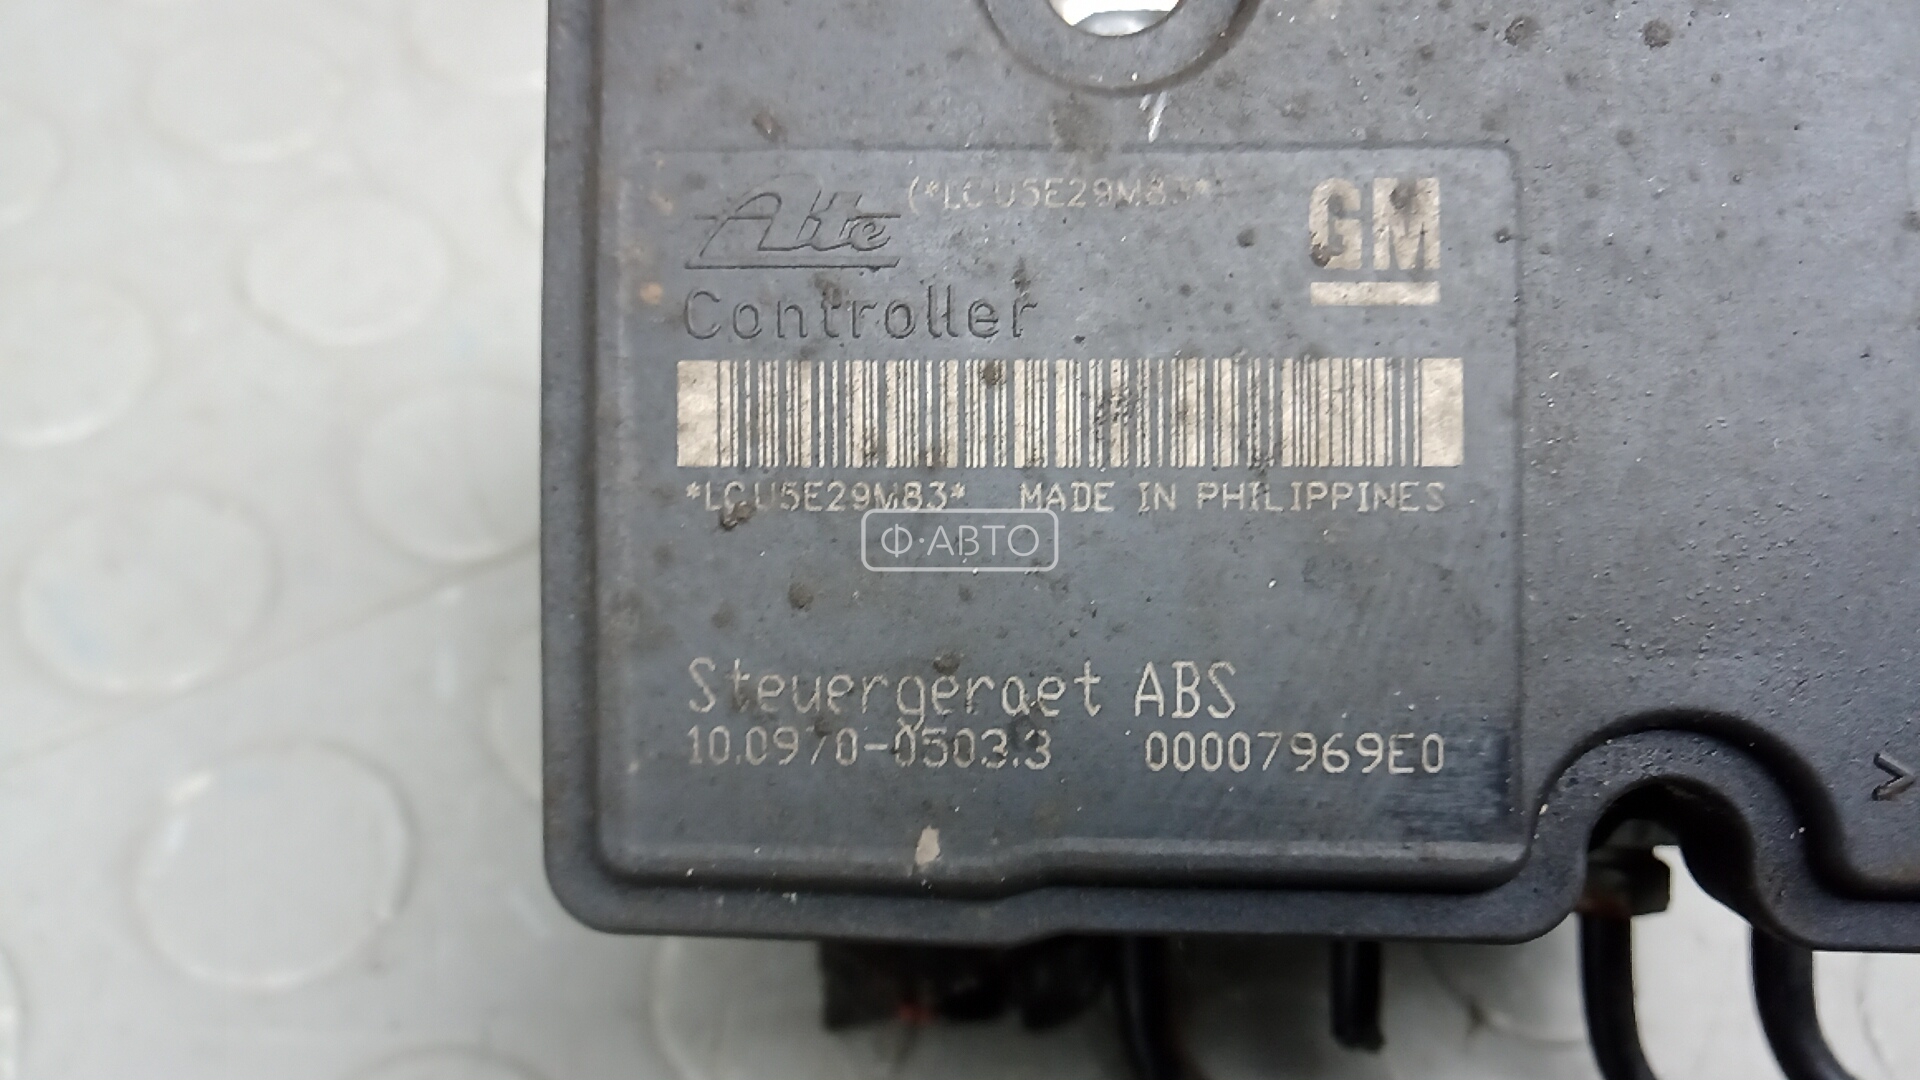 Ate (*LCU5E29M83* GM
Controller
*LCU5E29M83* MADE IN PHILIPPINES
Ф·АВТО
Steuergeraet ABS
10.0970-0503.3 00007969E0
>